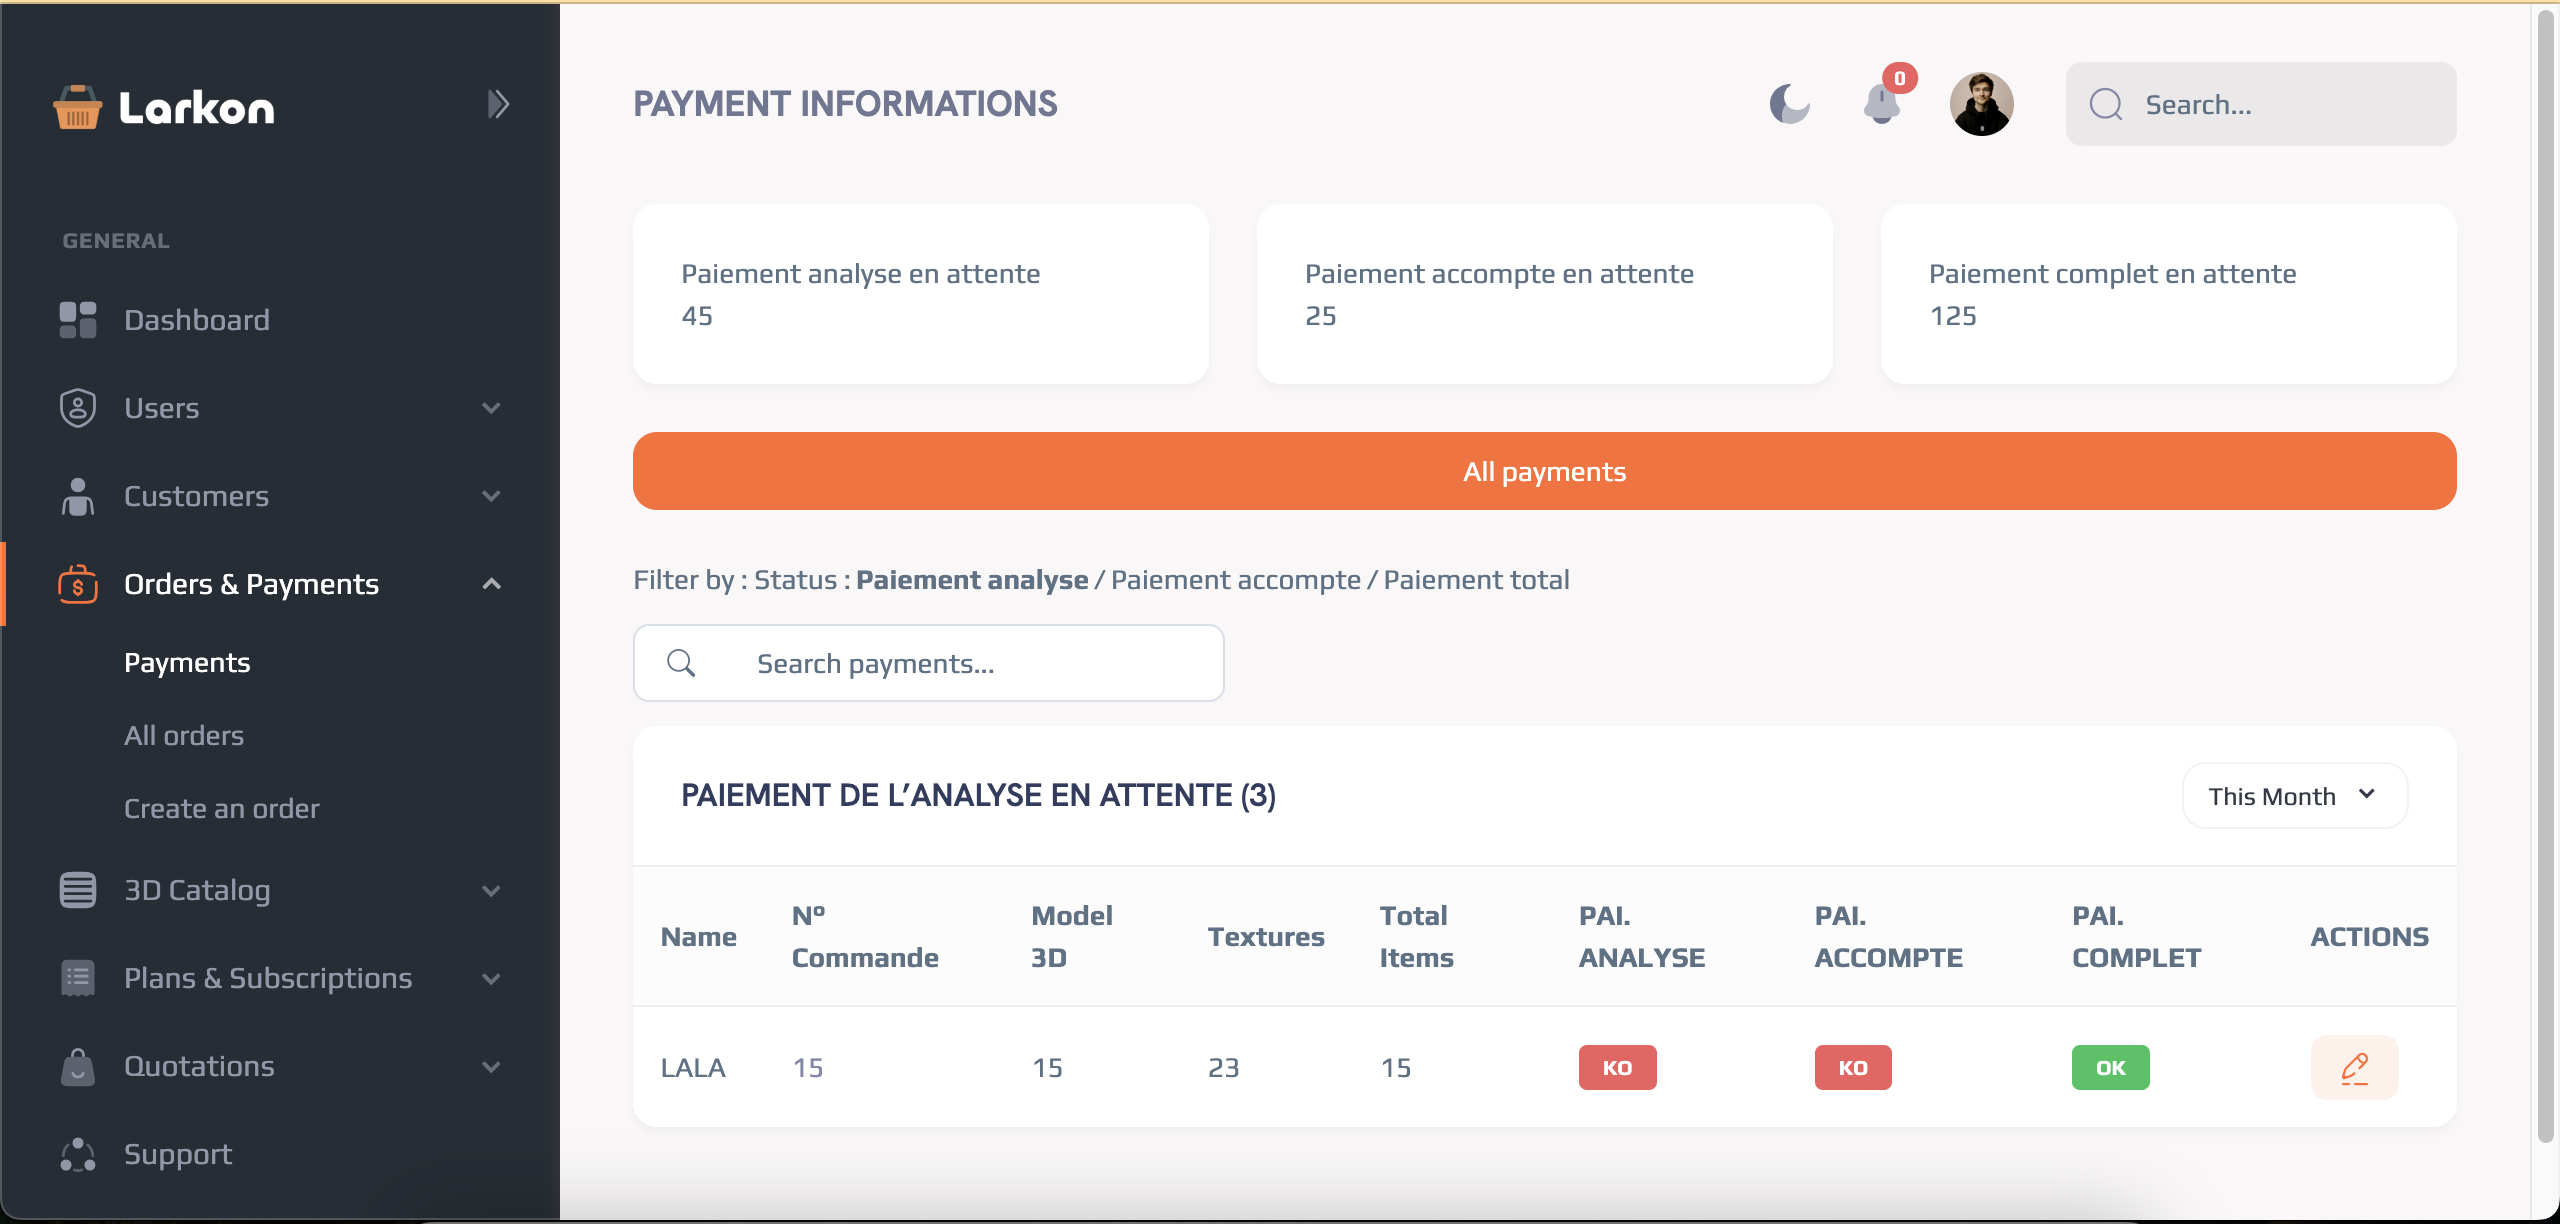 Larkon
PAYMENT INFORMATIONS
0
Search...
GENERAL
Dashboard
Users
Customers
Orders & Payments
Payments
All orders
Create an order
3D Catalog
Plans & Subscriptions
Quotations
Support
Paiement analyse en attente
45
Paiement accompte en attente
25
Paiement complet en attente
125
All payments
Filter by : Status : Paiement analyse / Paiement accompte / Paiement total
Search payments...
PAIEMENT DE L’ANALYSE EN ATTENTE (3)
This Month
Name
Nº
Commande
Model
3D
Textures
Total
Items
PAI.
ANALYSE
PAI.
ACCOMPTE
PAI.
COMPLET
ACTIONS
LALA 15 15 23 15 KO KO OK